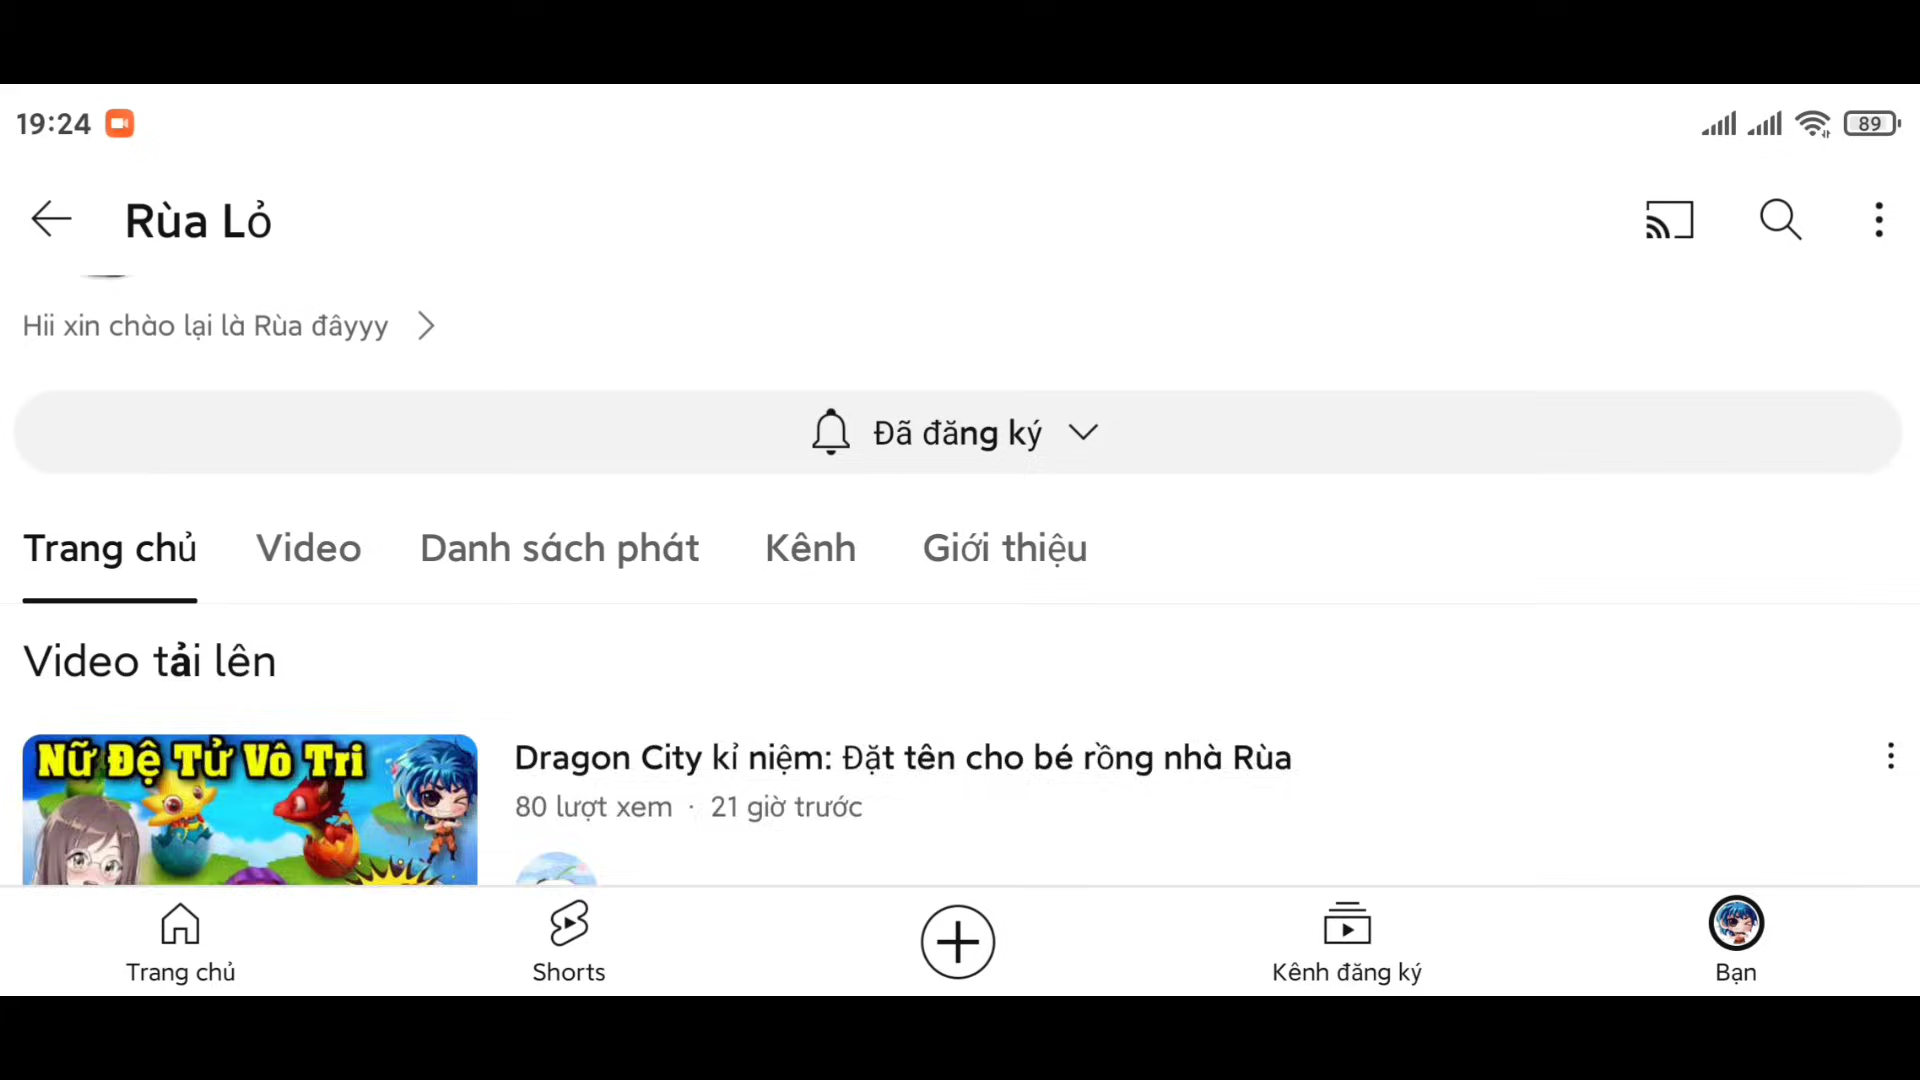 19:24
89
Rùa Lỏ
Hii xin chào lại là Rùa đâyyy
Đã đăng ký
Trang chủ Video Danh sách phát Kênh Giới thiệu
Video tải lên
Nữ Đệ Tử Vô Tri
Dragon City kỉ niệm: Đặt tên cho bé rồng nhà Rùa
80 lượt xem · 21 giờ trước
Trang chủ Shorts Kênh đăng ký Bạn